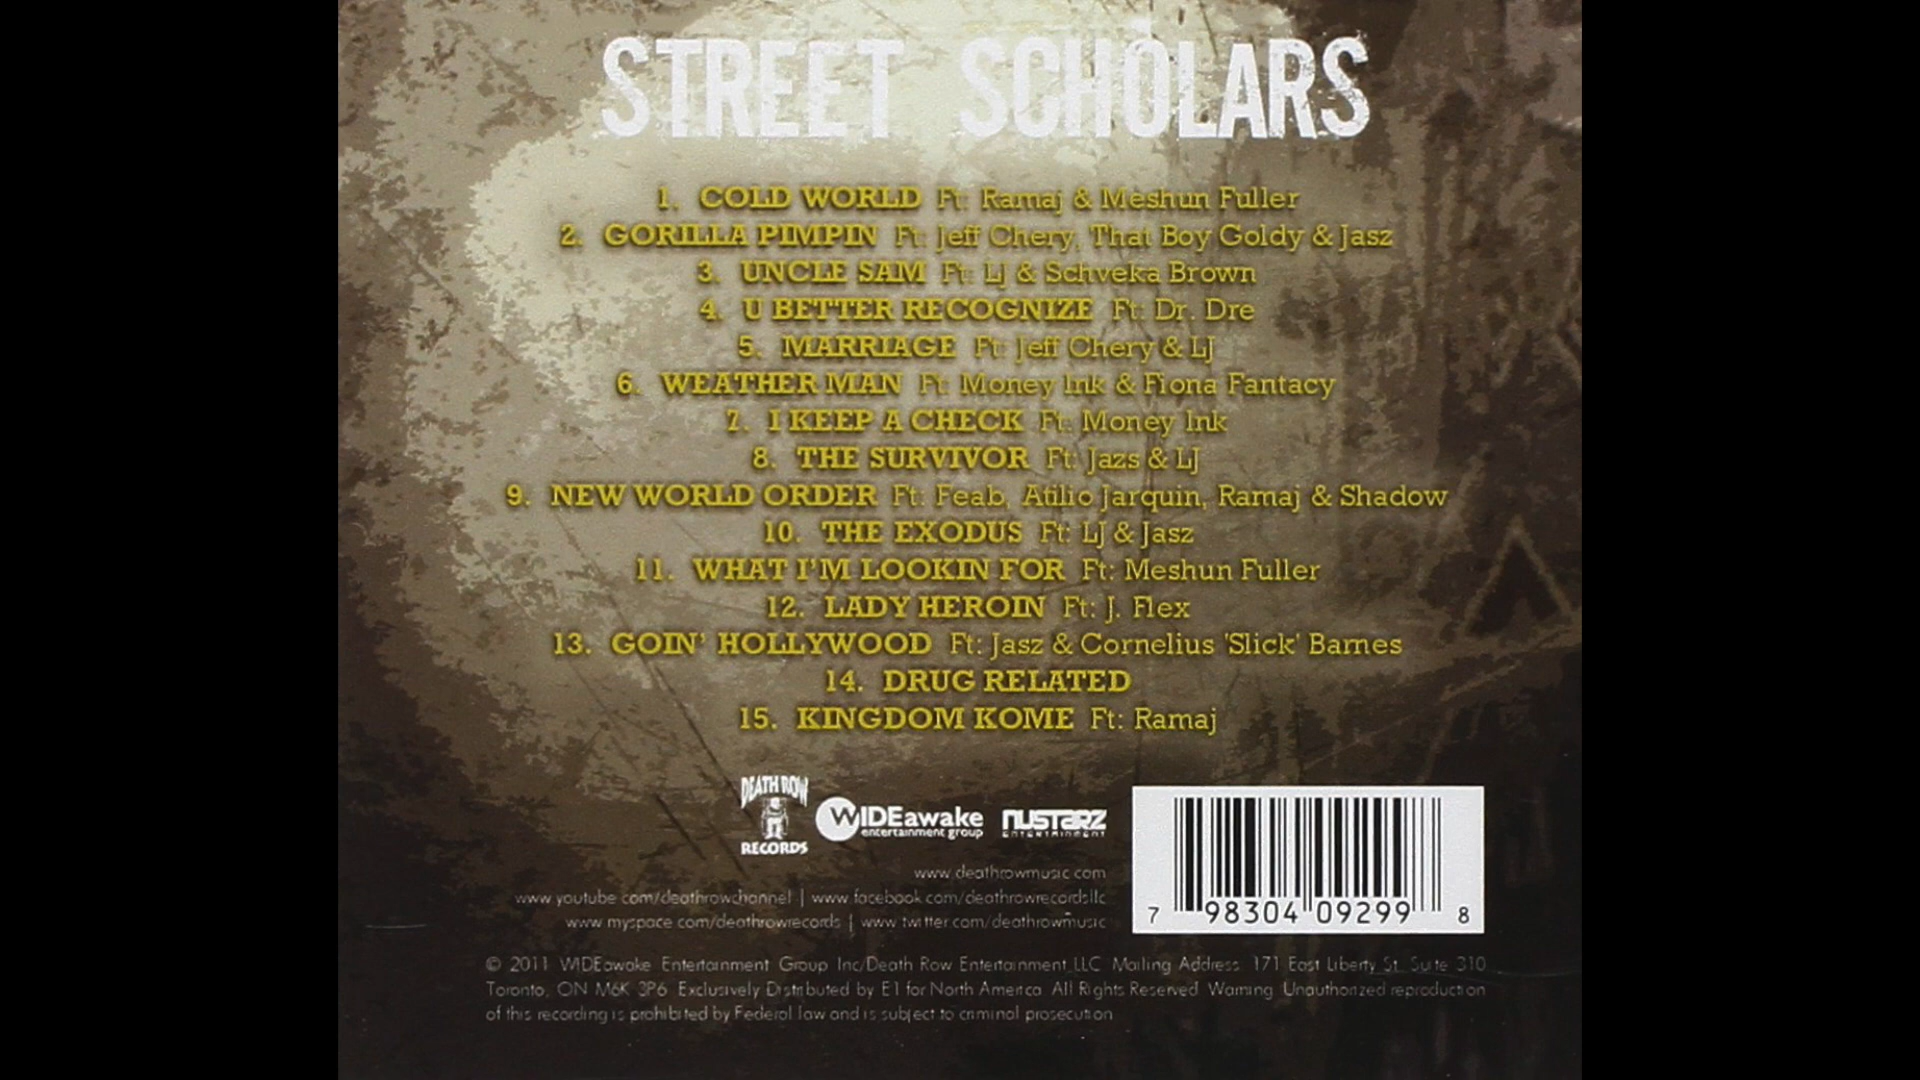 STREET SCHOLARS
1. COLD WORLD Ft: Ramaj & Meshun Fuller
2. GORILLA PIMPIN Ft: Jeff Chery, That Boy Goldy & Jasz
3. UNCLE SAM Ft: LJ & Schveka Brown
4. U BETTER RECOGNIZE Ft: Dr. Dre
5. MARRIAGE Ft: Jeff Chery & LJ
6. WEATHER MAN Ft: Money Ink & Fiona Fantacy
7. I KEEP A CHECK Ft: Money Ink
8. THE SURVIVOR Ft: Jazs & LJ
9. NEW WORLD ORDER Ft: Feab, Atilio Jarquin, Ramaj & Shadow
10. THE EXODUS Ft: LJ & Jasz
11. WHAT I'M LOOKIN FOR Ft: Meshun Fuller
12. LADY HEROIN Ft: J. Flex
13. GOIN' HOLLYWOOD Ft: Jasz & Cornelius 'Slick' Barnes
14. DRUG RELATED
15. KINGDOM KOME Ft: Ramaj
DEATH ROW
RECORDS
WIDEawake
entertainment group
NUSTARZ
ENTERTAINMENT
www.deathrowmusic.com
www.youtube.com/deathrowchannel | www.facebook.com/deathrowrecordsllc
www.myspace.com/deathrowrecords | www.twitter.com/deathrowmusic
7 98304 09299 8
© 2011 WIDEawake Entertainment Group Inc/Death Row Entertainment LLC Mailing Address: 171 East Liberty St. Suite 310
Toronto, ON M6K 3P6. Exclusively Distributed by E1 for North America. All Rights Reserved. Warning: Unauthorized reproduction
of this recording is prohibited by Federal law and is subject to criminal prosecution